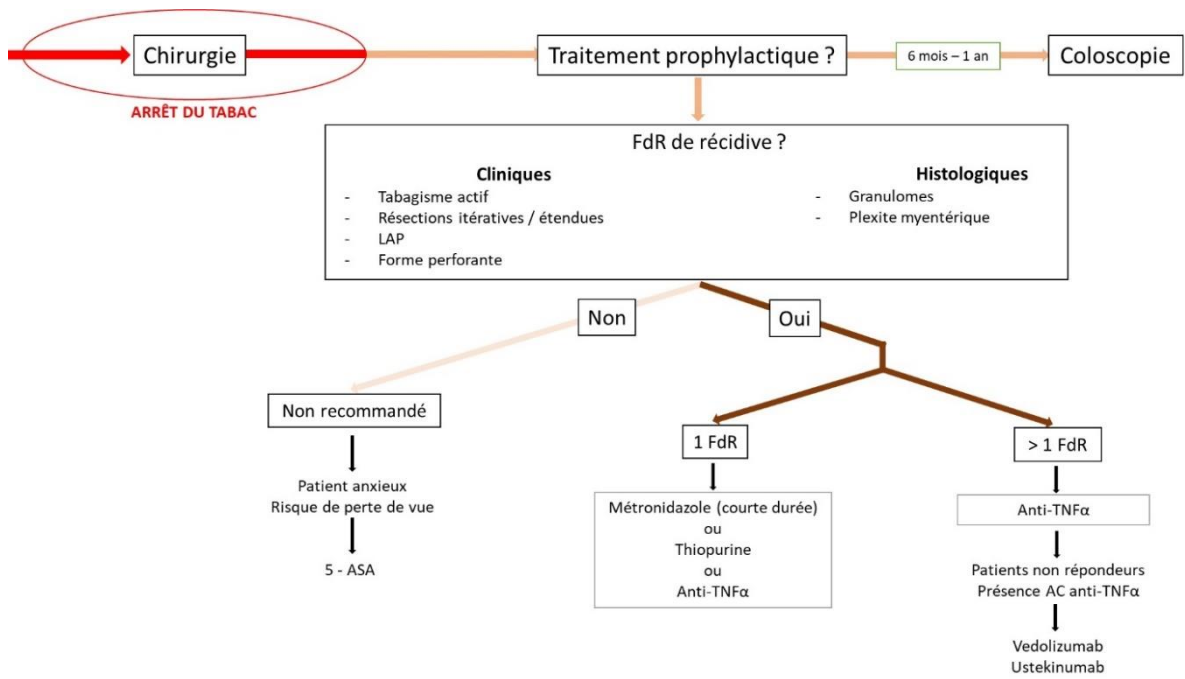 Chirurgie
ARRÊT DU TABAC
Traitement prophylactique ?
6 mois – 1 an
Coloscopie
FdR de récidive ?
Cliniques
- Tabagisme actif
- Résections itératives / étendues
- LAP
- Forme perforante
Histologiques
- Granulomes
- Plexite myentérique
Non
Oui
Non recommandé
Patient anxieux
Risque de perte de vue
5 - ASA
1 FdR
Métronidazole (courte durée)
ou
Thiopurine
ou
Anti-TNFα
> 1 FdR
Anti-TNFα
Patients non répondeurs
Présence AC anti-TNFα
Vedolizumab
Ustekinumab